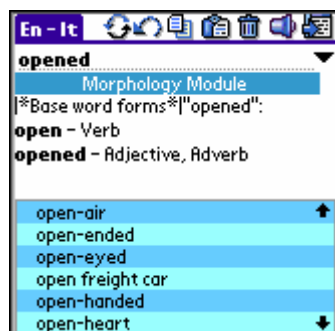 En - It
opened
Morphology Module
|*Base word forms*|"opened":
open - Verb
opened - Adjective, Adverb
open-air
open-ended
open-eyed
open freight car
open-handed
open-heart